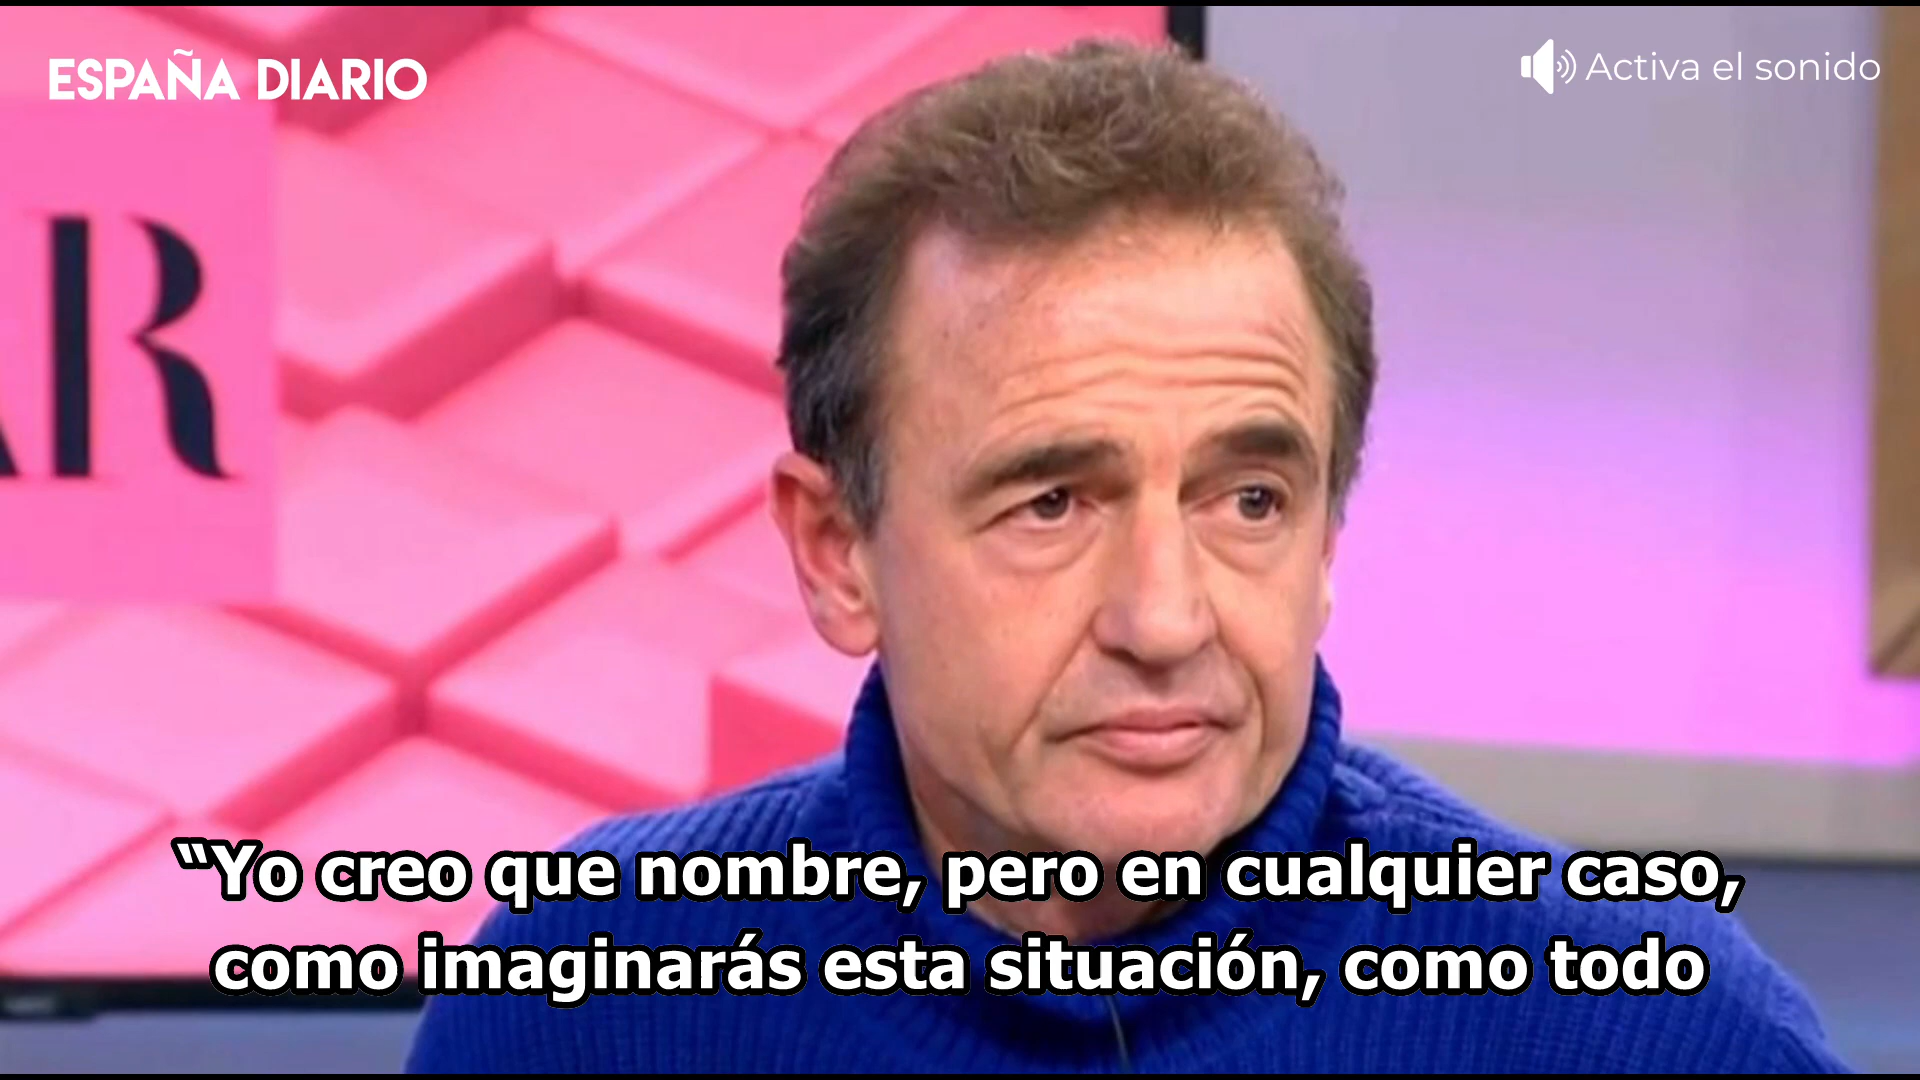 ESPAÑA DIARIO
Activa el sonido
AR
“Yo creo que nombre, pero en cualquier caso,
como imaginarás esta situación, como todo